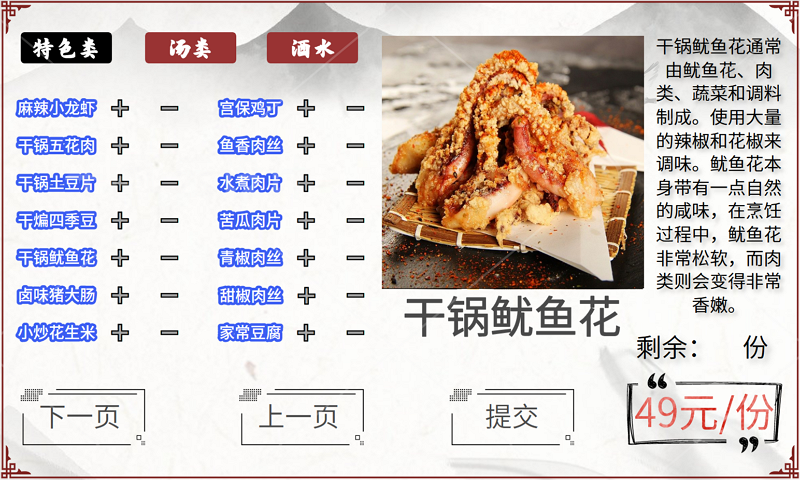 特色类 汤类 酒水
麻辣小龙虾 + — 宫保鸡丁 + —
干锅五花肉 + — 鱼香肉丝 + —
干锅土豆片 + — 水煮肉片 + —
干煸四季豆 + — 苦瓜肉片 + —
干锅鱿鱼花 + — 青椒肉丝 + —
卤味猪大肠 + — 甜椒肉丝 + —
小炒花生米 + — 家常豆腐 + —
干锅鱿鱼花
干锅鱿鱼花通常
由鱿鱼花、肉
类、蔬菜和调料
制成。使用大量
的辣椒和花椒来
调味。鱿鱼花本
身带有一点自然
的咸味，在烹饪
过程中，鱿鱼花
非常松软，而肉
类则会变得非常
香嫩。
剩余： 份
49元/份
下一页 上一页 提交